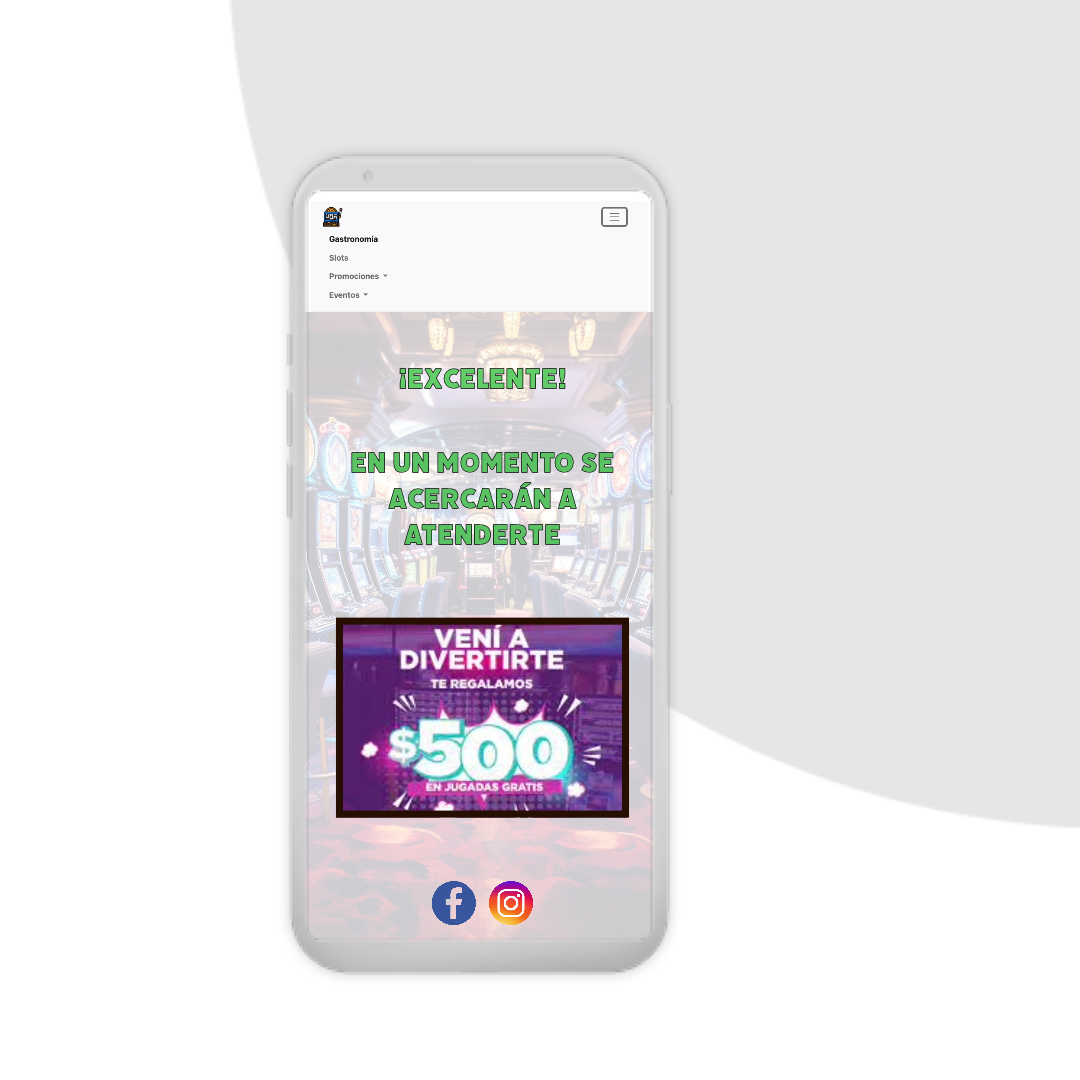 Gastronomía
Slots
Promociones
Eventos
¡EXCELENTE!
EN UN MOMENTO SE
ACERCARÁN A
ATENDERTE
VENÍ A
DIVERTIRTE
TE REGALAMOS
$500
EN JUGADAS GRATIS